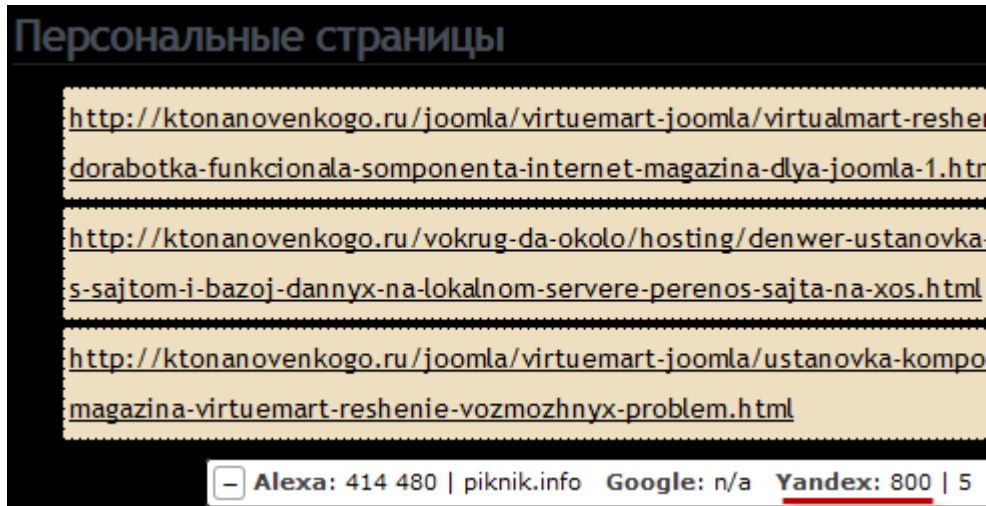 Персональные страницы
http://ktonanovenkogo.ru/joomla/virtuemart-joomla/virtualmart-reshen
dorabotka-funkcionala-somponenta-internet-magazina-dlya-joomla-1.htm
http://ktonanovenkogo.ru/vokrug-da-okolo/hosting/denwer-ustanovka-
s-sajtom-i-bazoj-dannyx-na-lokalnom-servere-perenos-sajta-na-xos.html
http://ktonanovenkogo.ru/joomla/virtuemart-joomla/ustanovka-kompo
magazina-virtuemart-reshenie-vozmozhnyx-problem.html
Alexa: 414 480 | piknik.info Google: n/a Yandex: 800 | 5